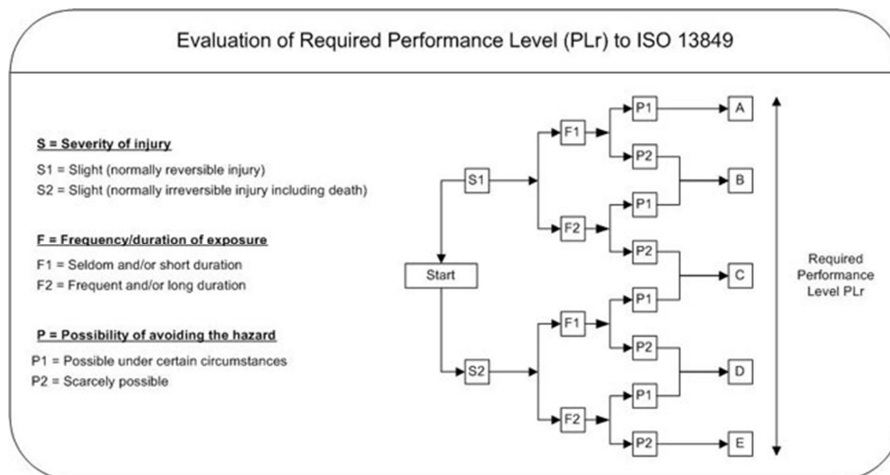 Evaluation of Required Performance Level (PLr) to ISO 13849
S = Severity of injury
S1 = Slight (normally reversible injury)
S2 = Slight (normally irreversible injury including death)
F = Frequency/duration of exposure
F1 = Seldom and/or short duration
F2 = Frequent and/or long duration
P = Possibility of avoiding the hazard
P1 = Possible under certain circumstances
P2 = Scarcely possible
Start
S1
S2
F1
F2
F1
F2
P1
P2
P1
P2
P1
P2
P1
P2
A
B
C
D
E
Required
Performance
Level PLr